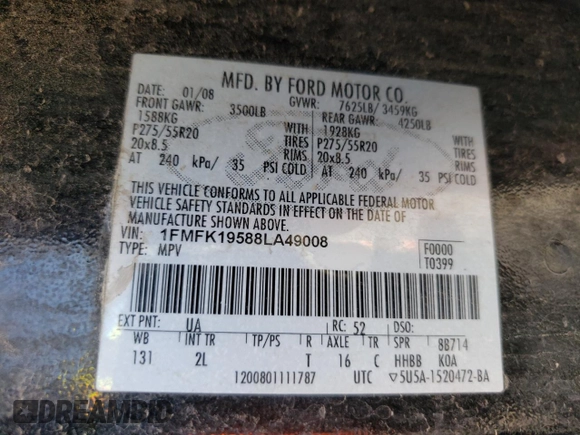 MFD. BY FORD MOTOR CO.
DATE: 01/08 GVWR: 7625LB/ 3459KG
FRONT GAWR: 3500LB REAR GAWR: 4250LB
1588KG WITH 1928KG WITH
P275/55R20 TIRES P275/55R20 TIRES
20x8.5 RIMS 20x8.5 RIMS
AT 240 kPa/ 35 PSI COLD AT 240 kPa/ 35 PSI COLD
THIS VEHICLE CONFORMS TO ALL APPLICABLE FEDERAL MOTOR
VEHICLE SAFETY STANDARDS IN EFFECT ON THE DATE OF
MANUFACTURE SHOWN ABOVE.
VIN: 1FMFK19588LA49008
TYPE: MPV
F0000
T0399
EXT PNT: UA RC: 52 DSO:
WB INT TR TP/PS R AXLE TR SPR 8B714
131 2L T 16 C HHBB KOA
1200801111787 UTC ▽5U5A-1520472-BA
DREAMBID